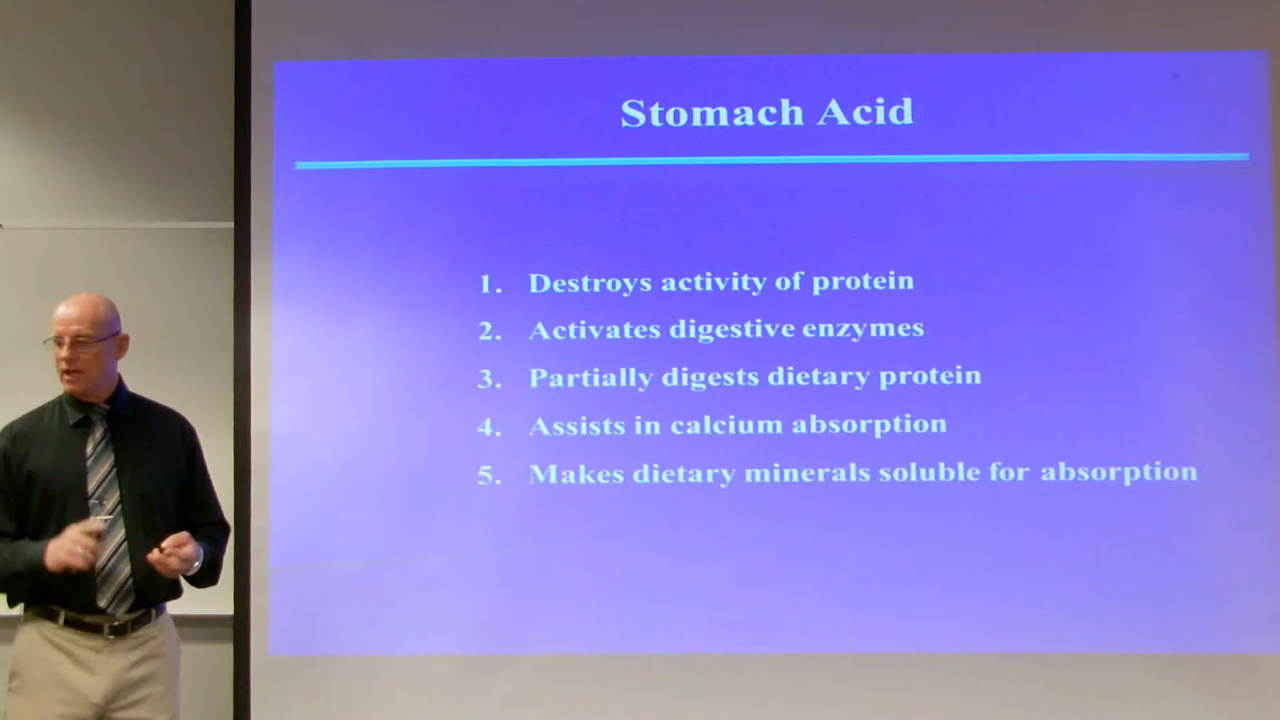 Stomach Acid
1. Destroys activity of protein
2. Activates digestive enzymes
3. Partially digests dietary protein
4. Assists in calcium absorption
5. Makes dietary minerals soluble for absorption